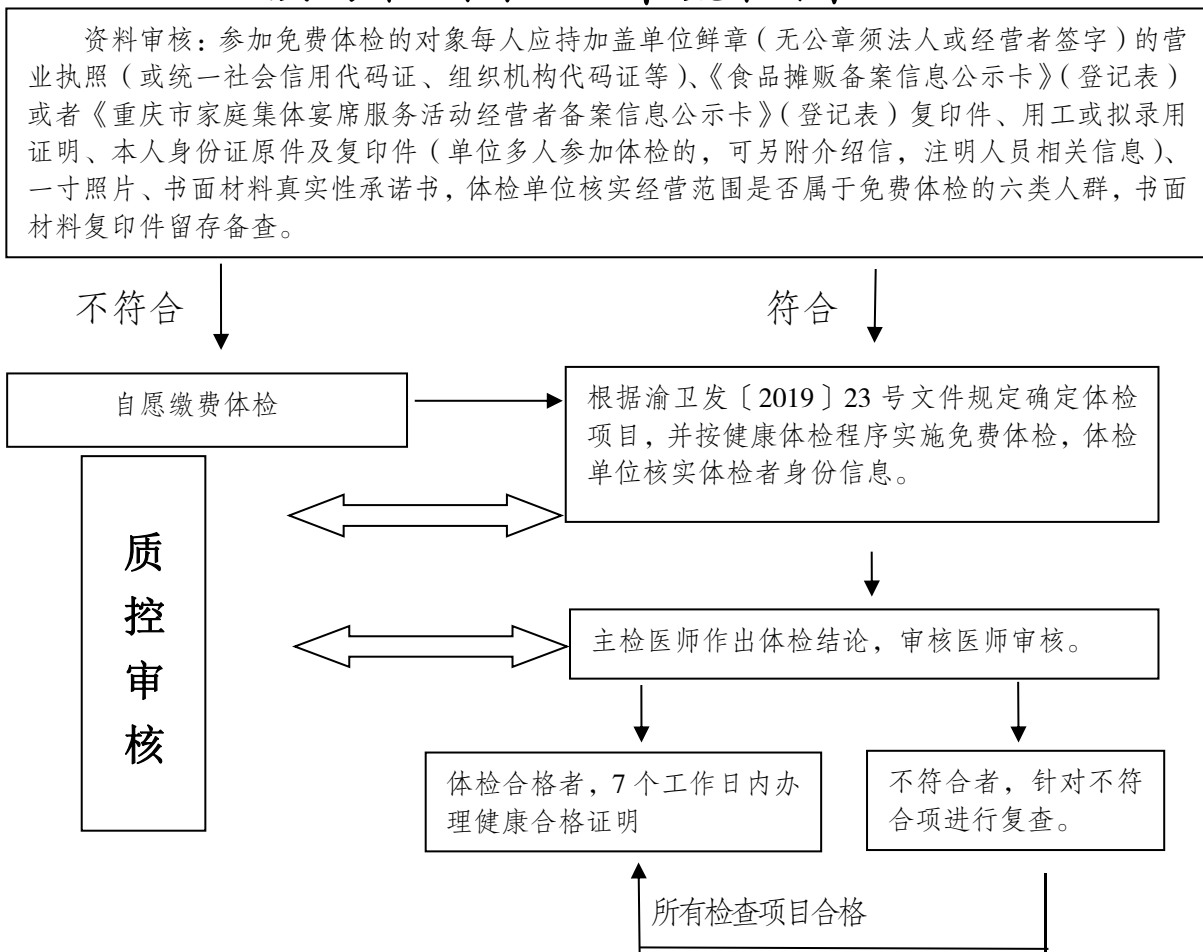 资料审核：参加免费体检的对象每人应持加盖单位鲜章（无公章须法人或经营者签字）的营
业执照（或统一社会信用代码证、组织机构代码证等）、《食品摊贩备案信息公示卡》（登记表）
或者《重庆市家庭集体宴席服务活动经营者备案信息公示卡》（登记表）复印件、用工或拟录用
证明、本人身份证原件及复印件（单位多人参加体检的，可另附介绍信，注明人员相关信息）、
一寸照片、书面材料真实性承诺书，体检单位核实经营范围是否属于免费体检的六类人群，书面
材料复印件留存备查。
不符合
符合
自愿缴费体检
根据渝卫发〔2019〕23 号文件规定确定体检
项目，并按健康体检程序实施免费体检，体检
单位核实体检者身份信息。
质
控
审
核
主检医师作出体检结论，审核医师审核。
体检合格者，7 个工作日内办
理健康合格证明
不符合者，针对不符
合项进行复查。
所有检查项目合格